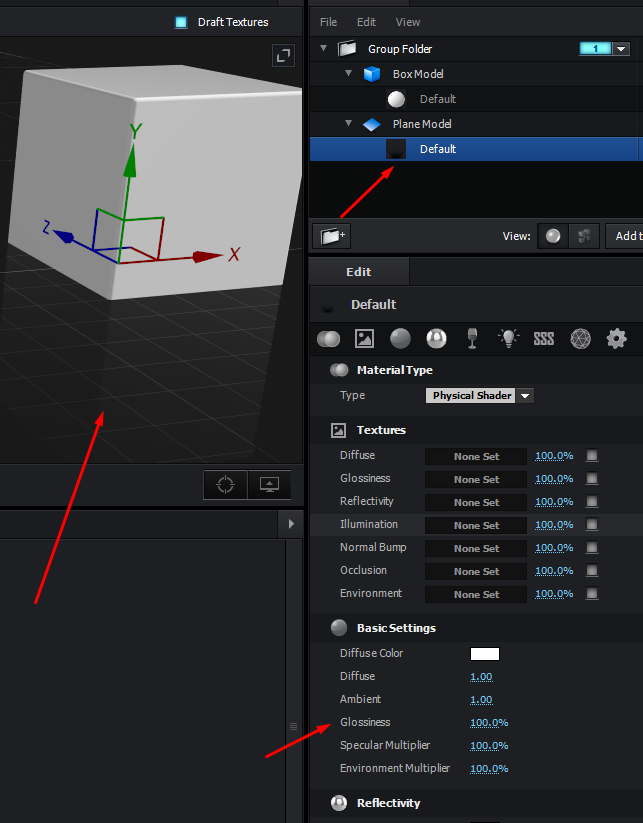 Draft Textures
Y
Z
X
File Edit View
Group Folder 1
Box Model
Default
Plane Model
Default
View: Add t
Edit
Default
Material Type
Type Physical Shader
Textures
Diffuse None Set 100.0%
Glossiness None Set 100.0%
Reflectivity None Set 100.0%
Illumination None Set 100.0%
Normal Bump None Set 100.0%
Occlusion None Set 100.0%
Environment None Set 100.0%
Basic Settings
Diffuse Color
Diffuse 1.00
Ambient 1.00
Glossiness 100.0%
Specular Multiplier 100.0%
Environment Multiplier 100.0%
Reflectivity